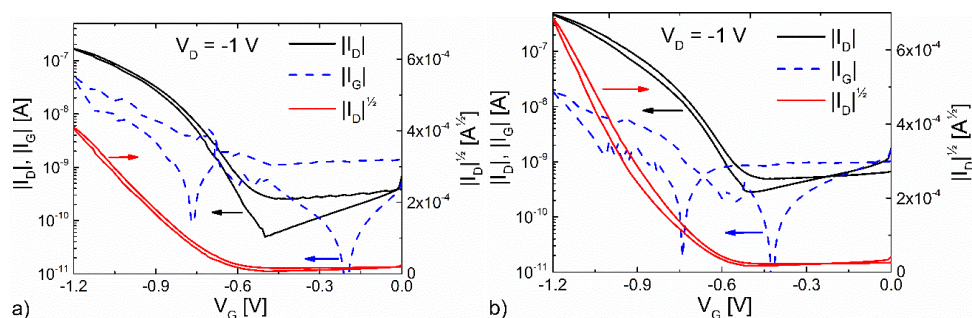 a)
V_D = -1 V
|I_D|
|I_G|
|I_D|^½
10^-7
10^-8
10^-9
10^-10
10^-11
|I_D|, |I_G| [A]
6x10^-4
4x10^-4
2x10^-4
0
|I_D|^½ [A^½]
-1.2 -0.9 -0.6 -0.3 0.0
V_G [V]
b)
V_D = -1 V
|I_D|
|I_G|
|I_D|^½
10^-7
10^-8
10^-9
10^-10
10^-11
|I_D|, |I_G| [A]
6x10^-4
4x10^-4
2x10^-4
0
|I_D|^½ [A^½]
-1.2 -0.9 -0.6 -0.3 0.0
V_G [V]